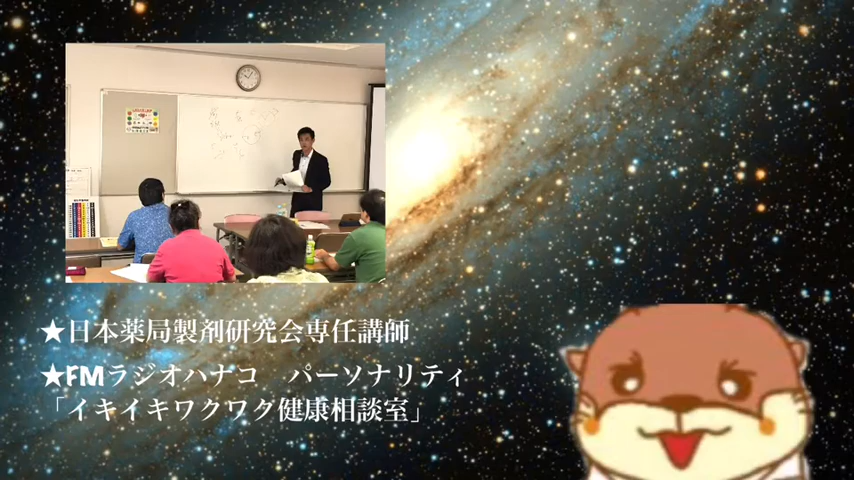 ★日本薬局製剤研究会専任講師
★FMラジオハナコ　パーソナリティ
「イキイキワクワク健康相談室」